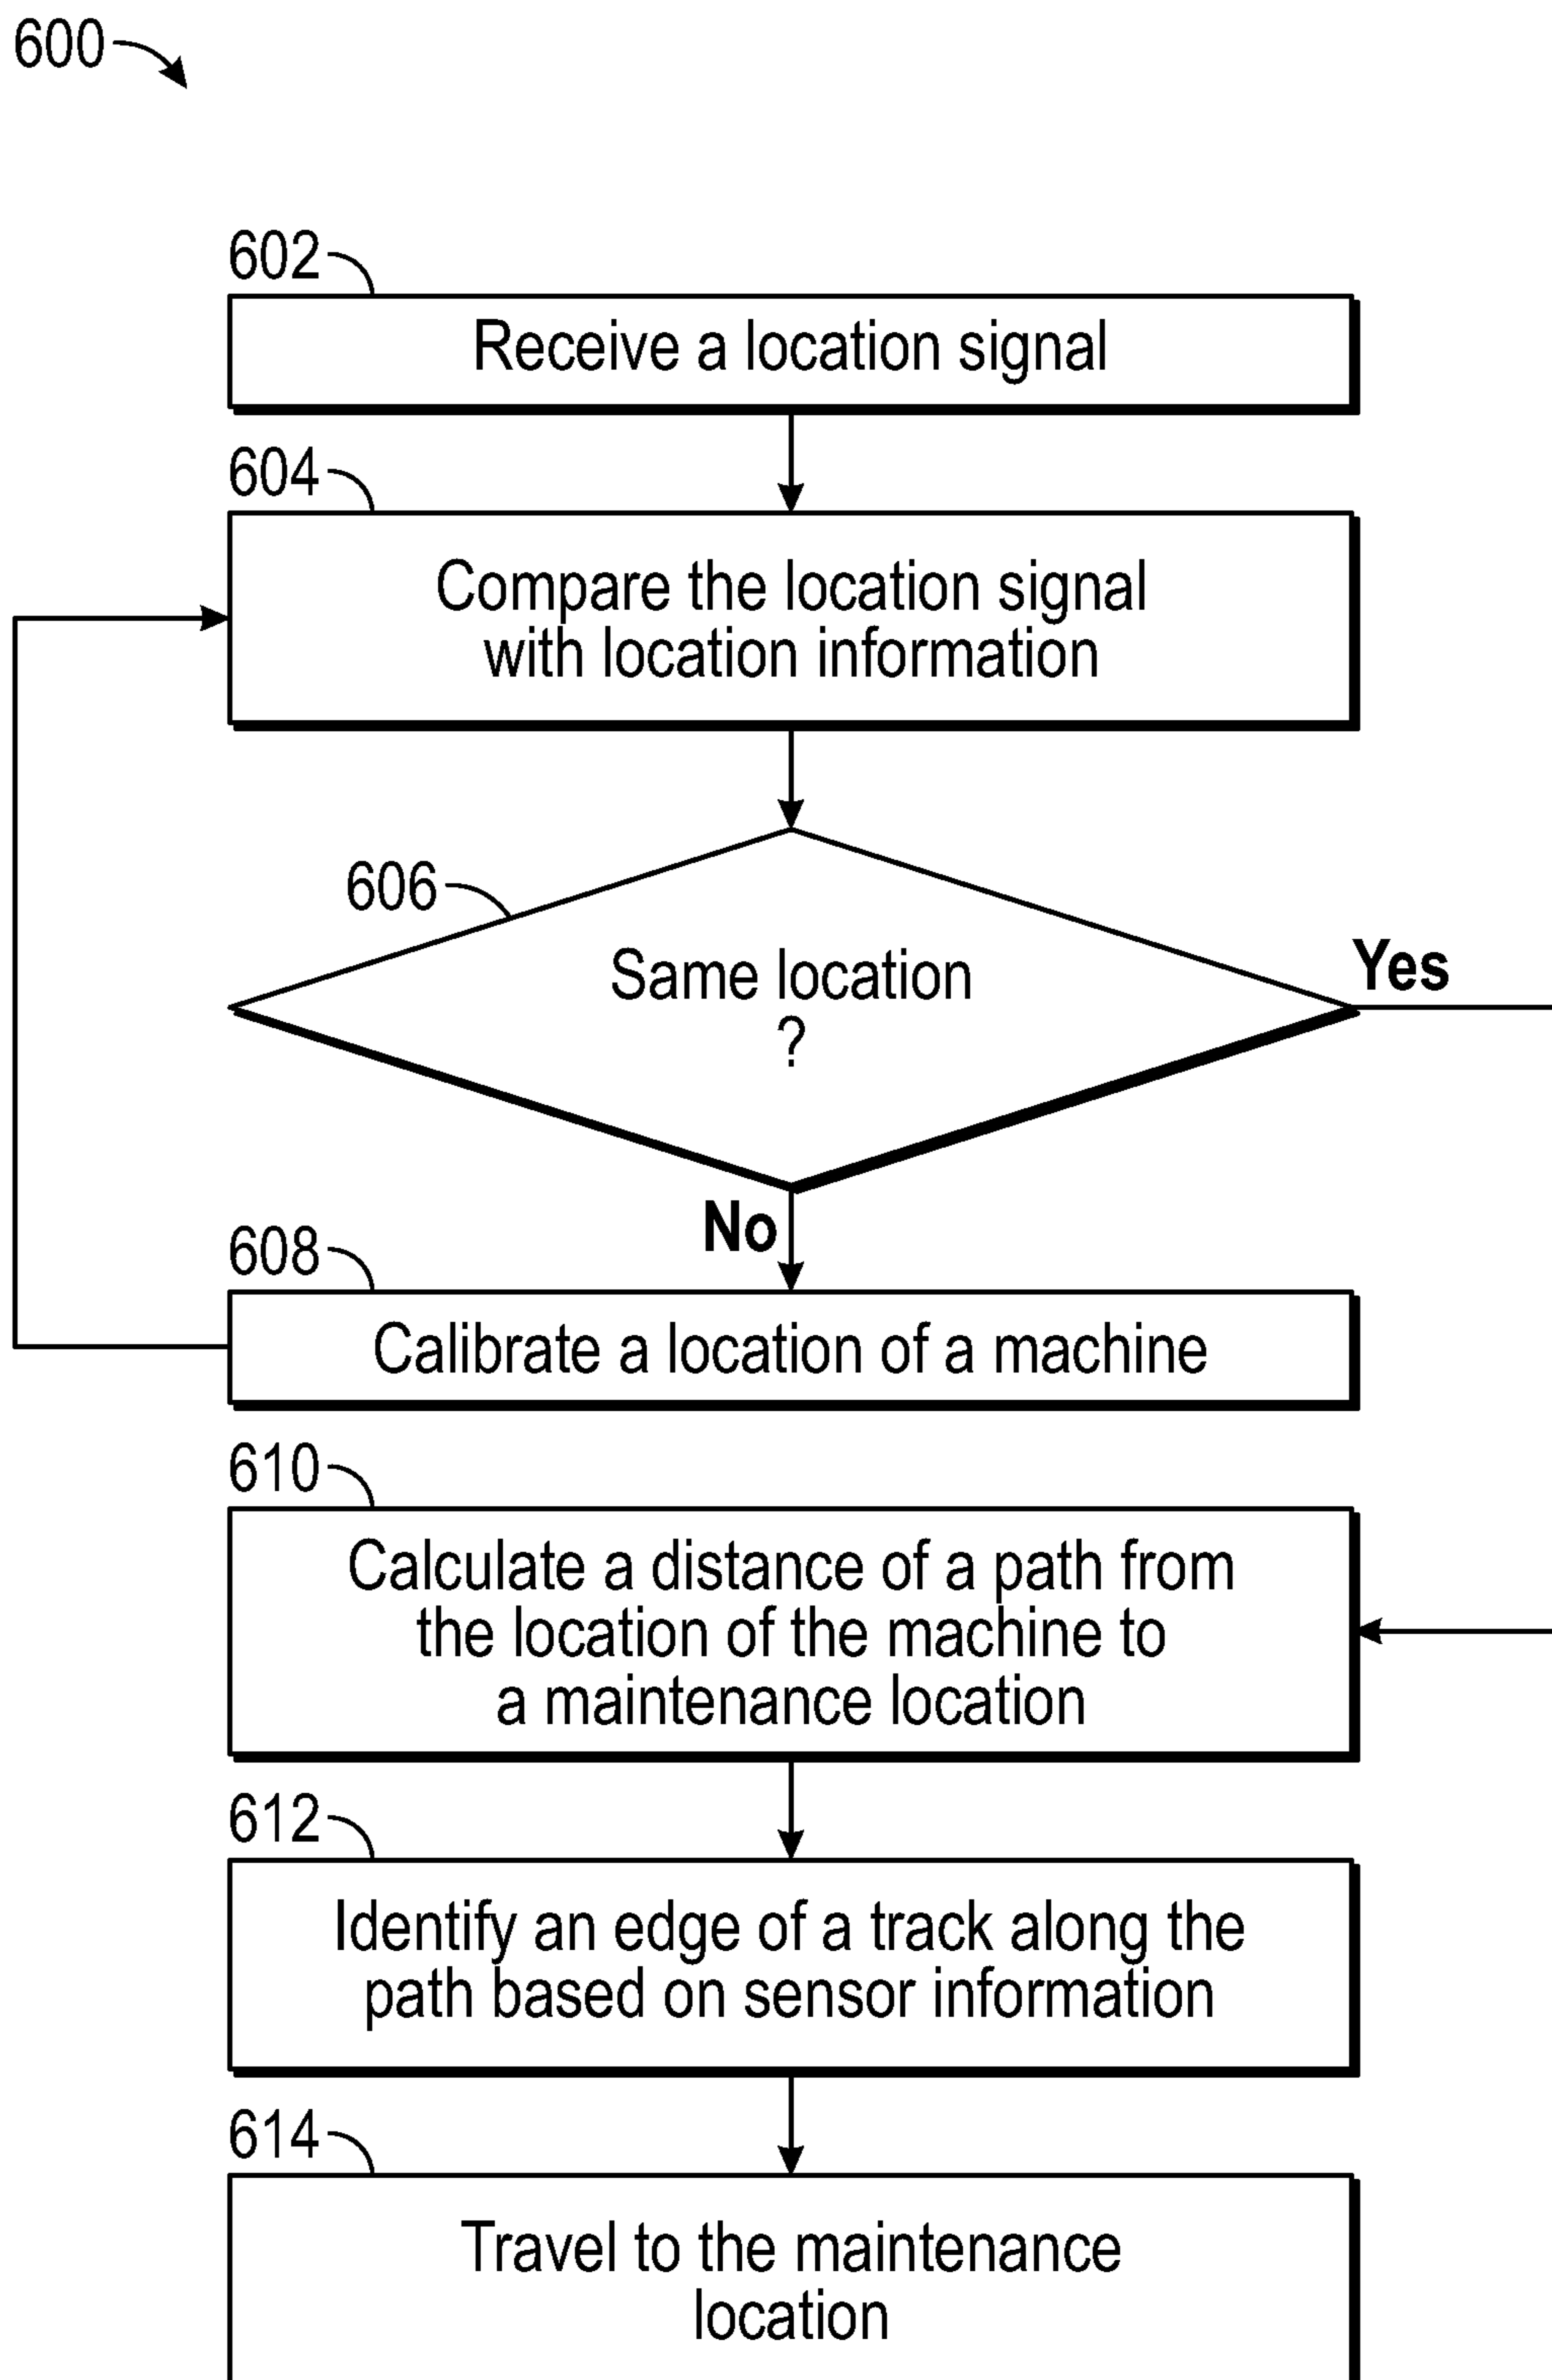 600
602
Receive a location signal
604
Compare the location signal
with location information
606
Same location
?
Yes
No
608
Calibrate a location of a machine
610
Calculate a distance of a path from
the location of the machine to
a maintenance location
612
Identify an edge of a track along the
path based on sensor information
614
Travel to the maintenance
location